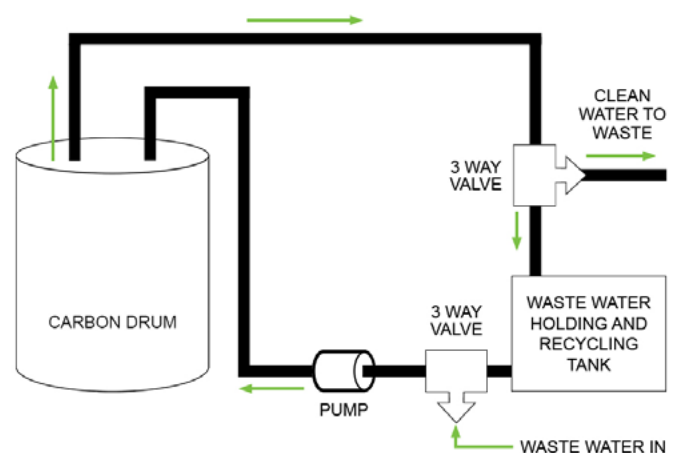 CLEAN
WATER TO
WASTE
3 WAY
VALVE
CARBON DRUM
3 WAY
VALVE
WASTE WATER
HOLDING AND
RECYCLING
TANK
PUMP
WASTE WATER IN